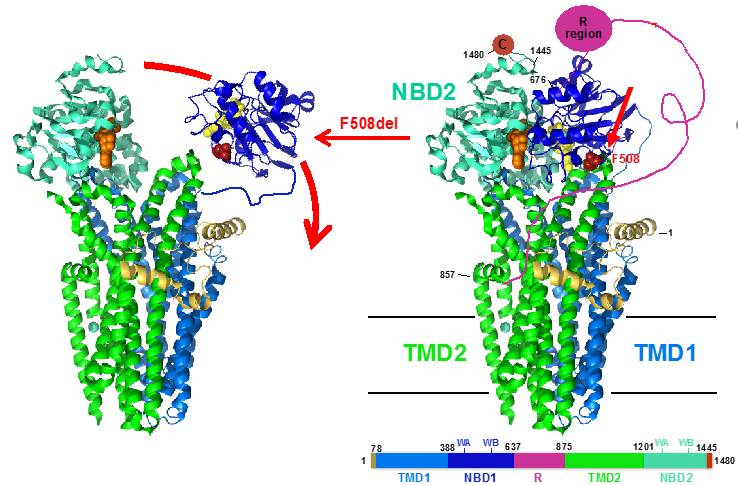 R
region
C
1480
1445
676
NBD2
F508del
F508
1
857
TMD2
TMD1
WA WB WA WB
1 78 388 637 875 1201 1445 1480
TMD1 NBD1 R TMD2 NBD2